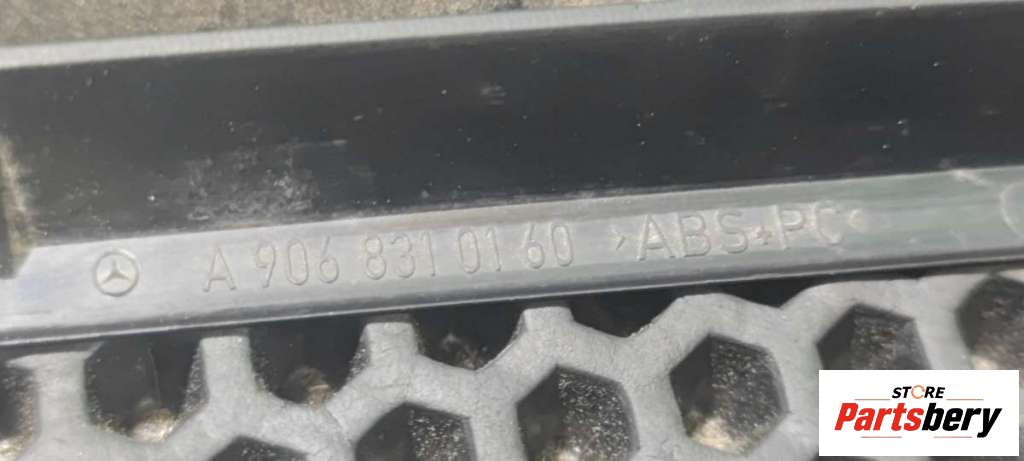 A 906 831 01 60 >ABS+PC<
STORE
Partsbery